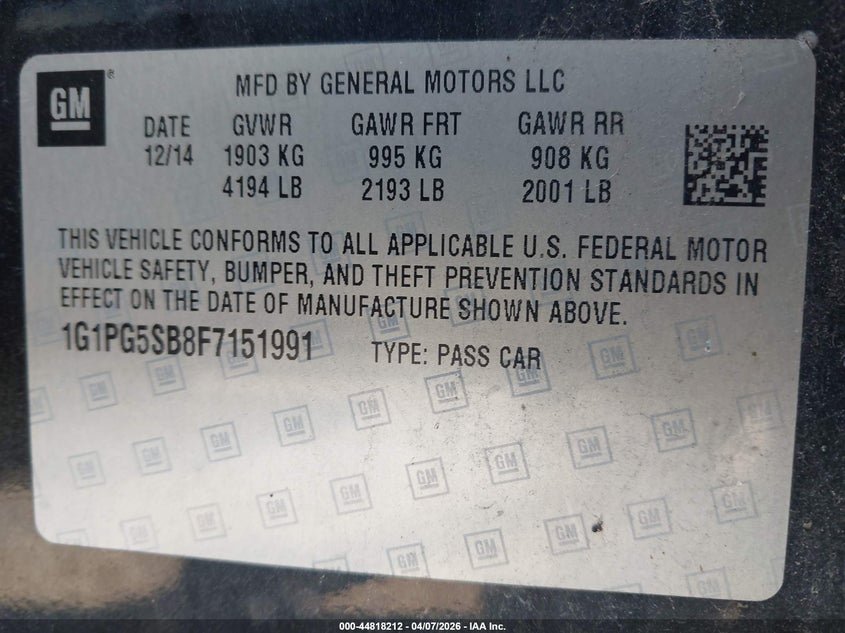 GM
MFD BY GENERAL MOTORS LLC
DATE GVWR GAWR FRT GAWR RR
12/14 1903 KG 995 KG 908 KG
4194 LB 2193 LB 2001 LB
THIS VEHICLE CONFORMS TO ALL APPLICABLE U.S. FEDERAL MOTOR
VEHICLE SAFETY, BUMPER, AND THEFT PREVENTION STANDARDS IN
EFFECT ON THE DATE OF MANUFACTURE SHOWN ABOVE.
1G1PG5SB8F7151991 TYPE: PASS CAR
000-44818212 - 04/07/2026 - IAA Inc.